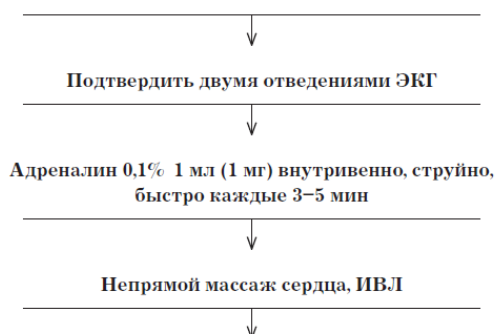 Подтвердить двумя отведениями ЭКГ
Адреналин 0,1% 1 мл (1 мг) внутривенно, струйно,
быстро каждые 3–5 мин
Непрямой массаж сердца, ИВЛ